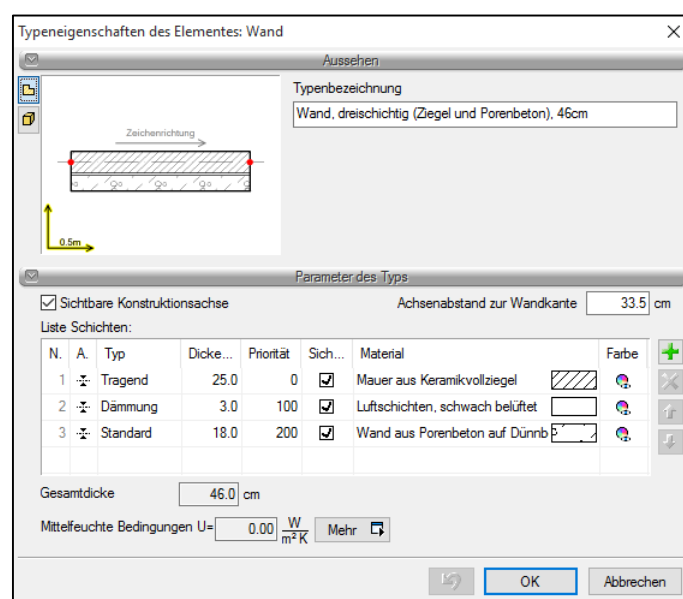 Typeneigenschaften des Elementes: Wand
Aussehen
Typenbezeichnung
Wand, dreischichtig (Ziegel und Porenbeton), 46cm
Zeichenrichtung
0.5m
Parameter des Typs
Sichtbare Konstruktionsachse Achsenabstand zur Wandkante 33.5 cm
Liste Schichten:
N. A. Typ Dicke... Priorität Sich... Material Farbe
1 Tragend 25.0 0 Mauer aus Keramikvollziegel
2 Dämmung 3.0 100 Luftschichten, schwach belüftet
3 Standard 18.0 200 Wand aus Porenbeton auf Dünnb
Gesamtdicke 46.0 cm
Mittelfeuchte Bedingungen U= 0.00 W/m²K Mehr
OK Abbrechen